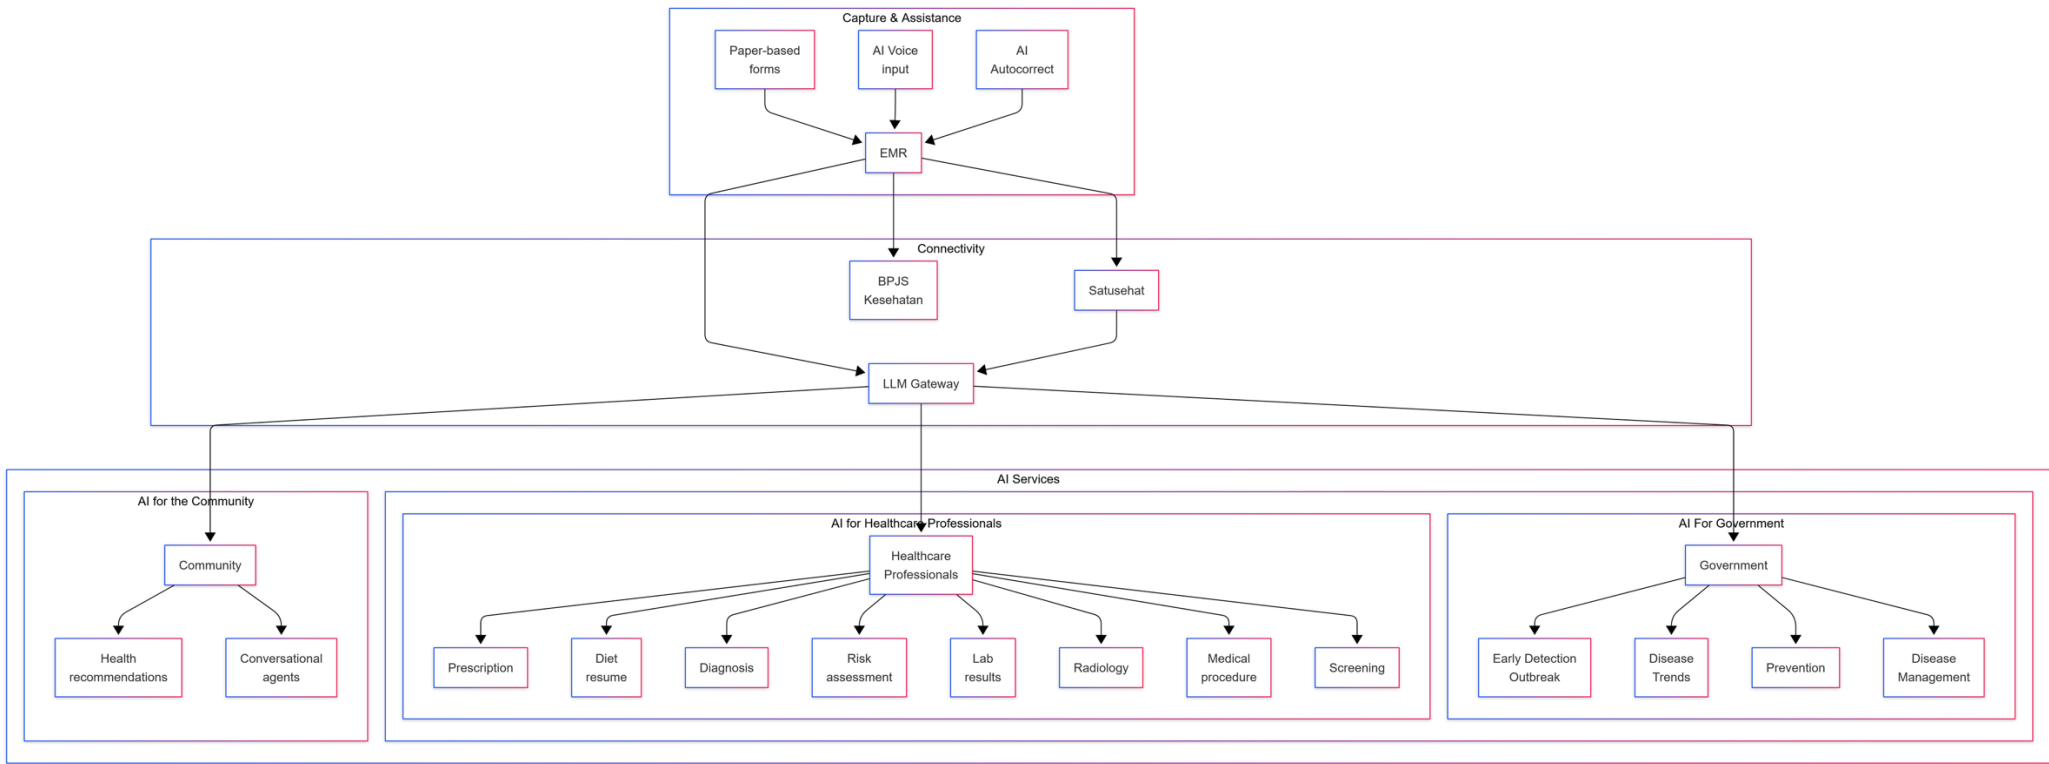 Capture & Assistance
Paper-based
forms
AI Voice
input
AI
Autocorrect
EMR
Connectivity
BPJS
Kesehatan
Satusehat
LLM Gateway
AI Services
AI for the Community
Community
Health
recommendations
Conversational
agents
AI for Healthcare Professionals
Healthcare
Professionals
Prescription
Diet
resume
Diagnosis
Risk
assessment
Lab
results
Radiology
Medical
procedure
Screening
AI For Government
Government
Early Detection
Outbreak
Disease
Trends
Prevention
Disease
Management